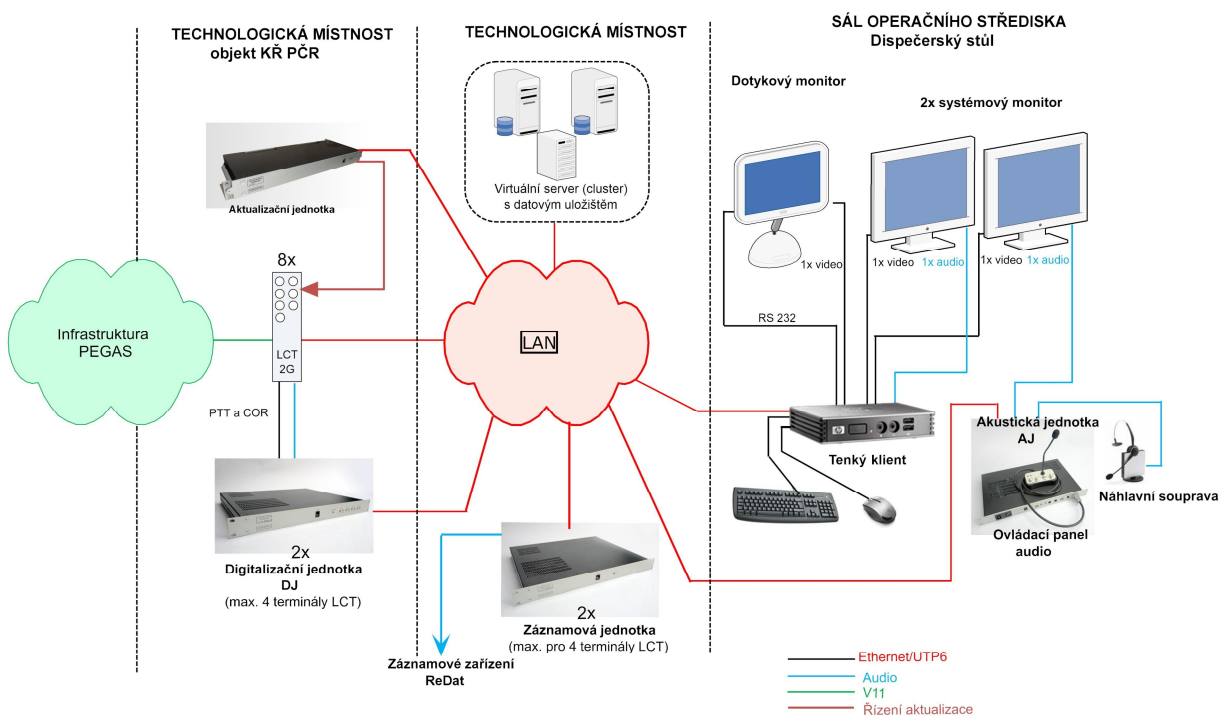 TECHNOLOGICKÁ MÍSTNOST
objekt KŘ PČR
TECHNOLOGICKÁ MÍSTNOST
SÁL OPERAČNÍHO STŘEDISKA
Dispečerský stůl
Dotykový monitor
2x systémový monitor
Virtuální server (cluster)
s datovým uložištěm
Aktualizační jednotka
8x
1x video
1x video
1x audio
1x video
1x audio
RS 232
Infrastruktura
PEGAS
LCT
2G
LAN
PTT a COR
Tenký klient
Akustická jednotka
AJ
Náhlavní souprava
Ovládací panel
audio
2x
Digitalizační jednotka
DJ
(max. 4 terminály LCT)
2x
Záznamová jednotka
(max. pro 4 terminály LCT)
Záznamové zařízení
ReDat
Ethernet/UTP6
Audio
V11
Řízení aktualizace